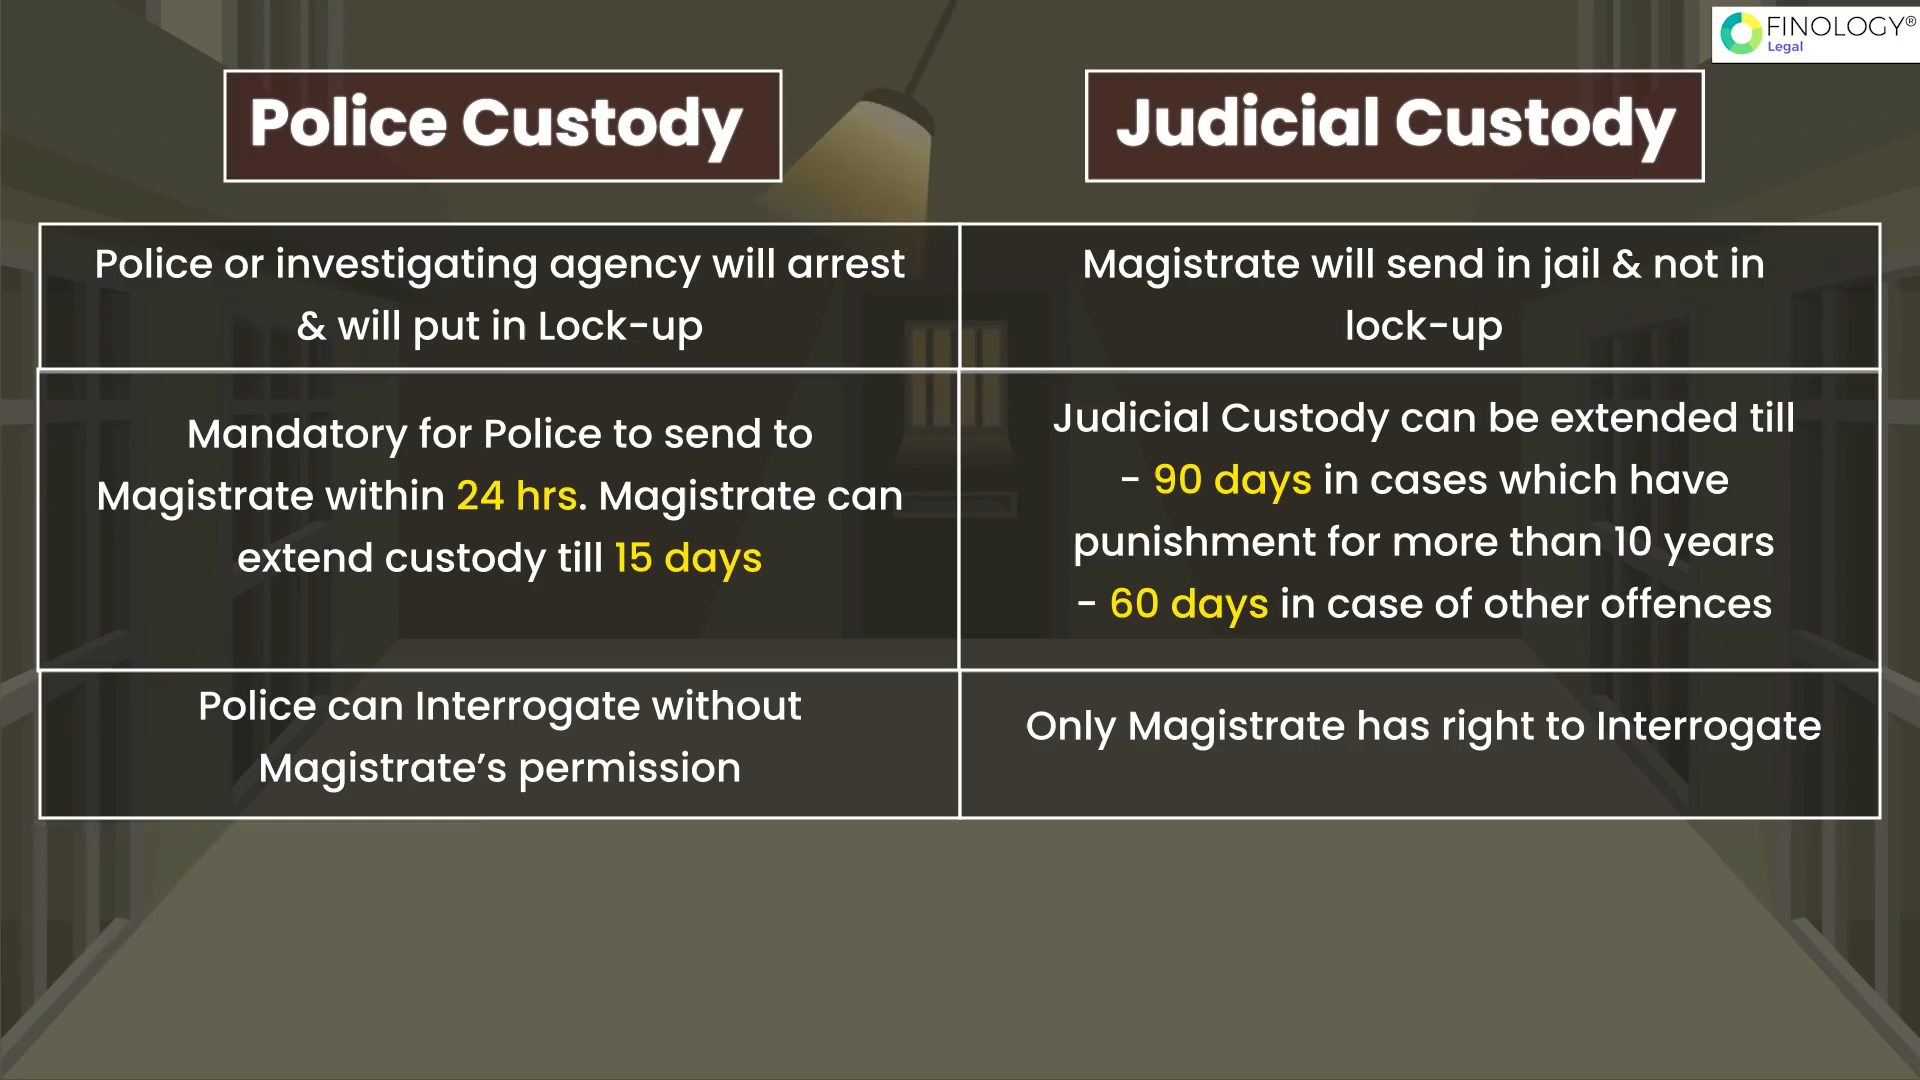 FINOLOGY®
Legal
Police Custody
Judicial Custody
Police or investigating agency will arrest
& will put in Lock-up
Magistrate will send in jail & not in
lock-up
Mandatory for Police to send to
Magistrate within 24 hrs. Magistrate can
extend custody till 15 days
Judicial Custody can be extended till
- 90 days in cases which have
punishment for more than 10 years
- 60 days in case of other offences
Police can Interrogate without
Magistrate’s permission
Only Magistrate has right to Interrogate